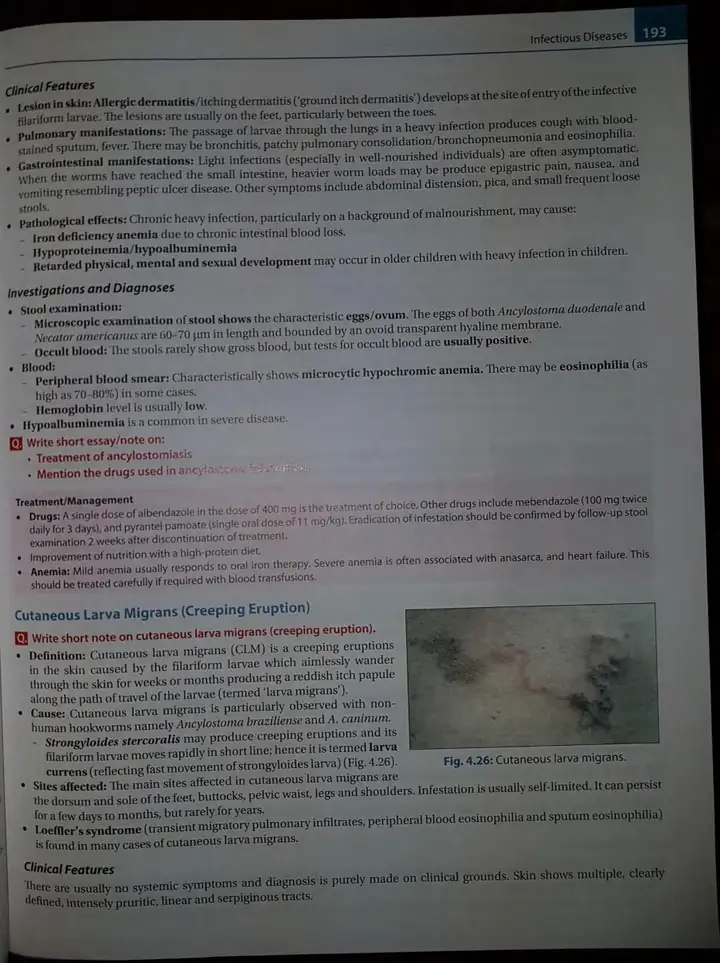 Infectious Diseases 193
Clinical Features
• Lesion in skin: Allergic dermatitis/itching dermatitis ('ground itch dermatitis') develops at the site of entry of the infective
filariform larvae. The lesions are usually on the feet, particularly between the toes.
• Pulmonary manifestations: The passage of larvae through the lungs in a heavy infection produces cough with blood-
stained sputum, fever. There may be bronchitis, patchy pulmonary consolidation/bronchopneumonia and eosinophilia.
• Gastrointestinal manifestations: Light infections (especially in well-nourished individuals) are often asymptomatic.
When the worms have reached the small intestine, heavier worm loads may be produce epigastric pain, nausea, and
vomiting resembling peptic ulcer disease. Other symptoms include abdominal distension, pica, and small frequent loose
stools.
• Pathological effects: Chronic heavy infection, particularly on a background of malnourishment, may cause:
– Iron deficiency anemia due to chronic intestinal blood loss.
– Hypoproteinemia/hypoalbuminemia
– Retarded physical, mental and sexual development may occur in older children with heavy infection in children.
Investigations and Diagnoses
• Stool examination:
– Microscopic examination of stool shows the characteristic eggs/ovum. The eggs of both Ancylostoma duodenale and
Necator americanus are 60–70 μm in length and bounded by an ovoid transparent hyaline membrane.
– Occult blood: The stools rarely show gross blood, but tests for occult blood are usually positive.
• Blood:
– Peripheral blood smear: Characteristically shows microcytic hypochromic anemia. There may be eosinophilia (as
high as 70–80%) in some cases.
– Hemoglobin level is usually low.
• Hypoalbuminemia is a common in severe disease.
Q. Write short essay/note on:
• Treatment of ancylostomiasis
• Mention the drugs used in
Treatment/Management
• Drugs: A single dose of albendazole in the dose of 400 mg is the treatment of choice. Other drugs include mebendazole (100 mg twice
daily for 3 days), and pyrantel pamoate (single oral dose of 11 mg/kg). Eradication of infestation should be confirmed by follow-up stool
examination 2 weeks after discontinuation of treatment.
• Improvement of nutrition with a high-protein diet.
• Anemia: Mild anemia usually responds to oral iron therapy. Severe anemia is often associated with anasarca, and heart failure. This
should be treated carefully if required with blood transfusions.
Cutaneous Larva Migrans (Creeping Eruption)
Q. Write short note on cutaneous larva migrans (creeping eruption).
• Definition: Cutaneous larva migrans (CLM) is a creeping eruptions
in the skin caused by the filariform larvae which aimlessly wander
through the skin for weeks or months producing a reddish itch papule
along the path of travel of the larvae (termed 'larva migrans').
• Cause: Cutaneous larva migrans is particularly observed with non-
human hookworms namely Ancylostoma braziliense and A. caninum.
– Strongyloides stercoralis may produce creeping eruptions and its
filariform larvae moves rapidly in short line; hence it is termed larva
currens (reflecting fast movement of strongyloides larva) (Fig. 4.26).
Fig. 4.26: Cutaneous larva migrans.
• Sites affected: The main sites affected in cutaneous larva migrans are
the dorsum and sole of the feet, buttocks, pelvic waist, legs and shoulders. Infestation is usually self-limited. It can persist
for a few days to months, but rarely for years.
• Loeffler's syndrome (transient migratory pulmonary infiltrates, peripheral blood eosinophilia and sputum eosinophilia)
is found in many cases of cutaneous larva migrans.
Clinical Features
There are usually no systemic symptoms and diagnosis is purely made on clinical grounds. Skin shows multiple, clearly
defined, intensely pruritic, linear and serpiginous tracts.